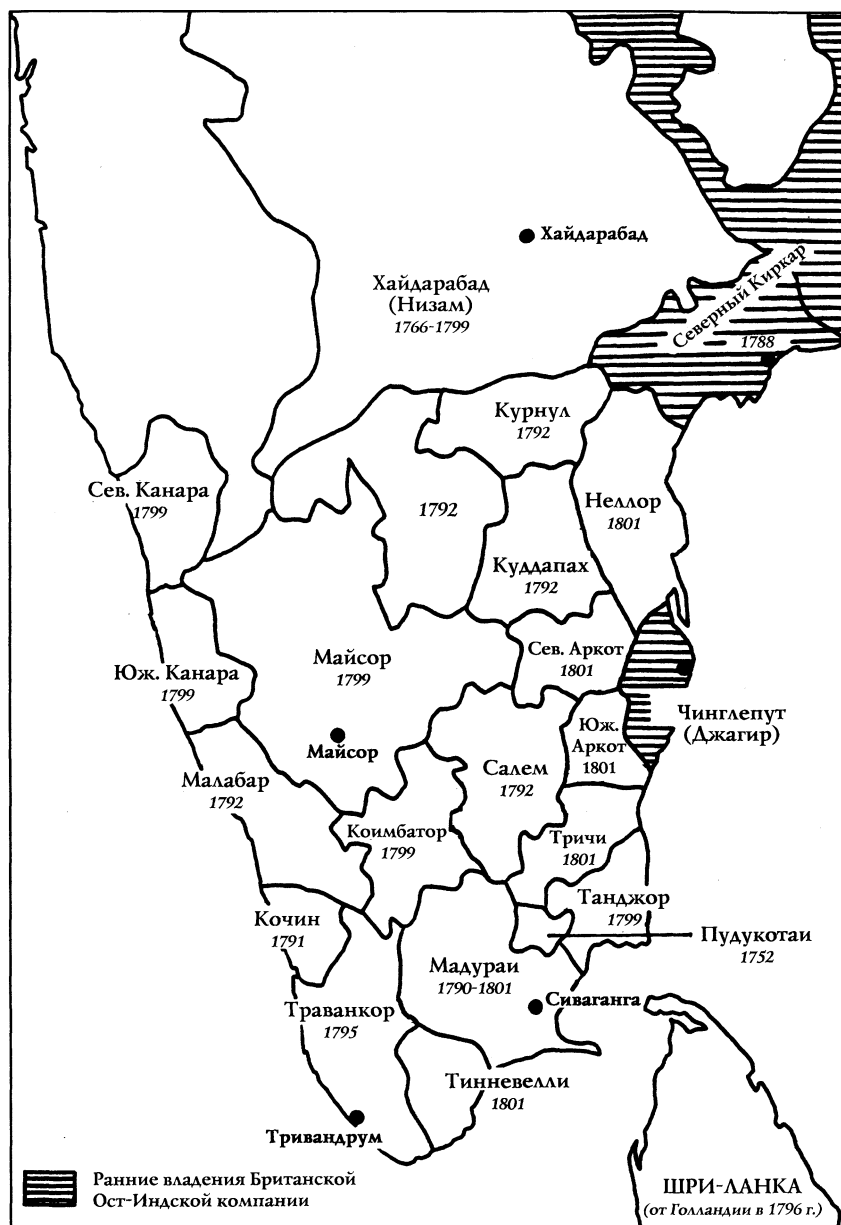 Хайдарабад
Хайдарабад
(Низам)
1766-1799
Северный Киркар
1788
Курнул
1792
Сев. Канара
1799
1792
Неллор
1801
Куддапах
1792
Сев. Аркот
1801
Майсор
1799
Юж. Канара
1799
Чинглепут
(Джагир)
Юж.
Аркот
1801
Майсор
Салем
1792
Малабар
1792
Коимбатор
1799
Тричи
1801
Танджор
1799
Кочин
1791
Пудукотаи
1752
Мадураи
1790-1801
Сиваганга
Траванкор
1795
Тинневелли
1801
Тривандрум
Ранние владения Британской
Ост-Индской компании
ШРИ-ЛАНКА
(от Голландии в 1796 г.)